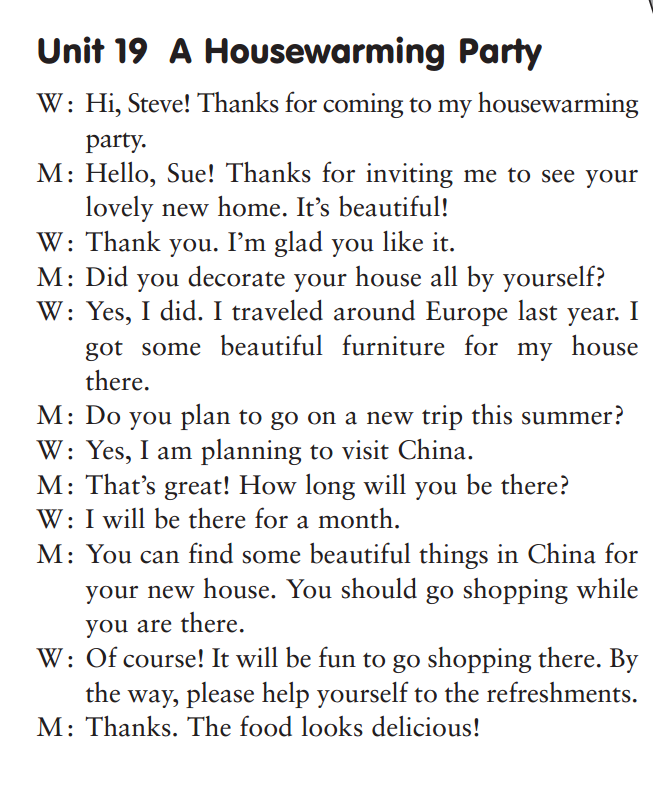 Unit 19 A Housewarming Party
W: Hi, Steve! Thanks for coming to my housewarming
party.
M: Hello, Sue! Thanks for inviting me to see your
lovely new home. It's beautiful!
W: Thank you. I'm glad you like it.
M: Did you decorate your house all by yourself?
W: Yes, I did. I traveled around Europe last year. I
got some beautiful furniture for my house
there.
M: Do you plan to go on a new trip this summer?
W: Yes, I am planning to visit China.
M: That's great! How long will you be there?
W: I will be there for a month.
M: You can find some beautiful things in China for
your new house. You should go shopping while
you are there.
W: Of course! It will be fun to go shopping there. By
the way, please help yourself to the refreshments.
M: Thanks. The food looks delicious!